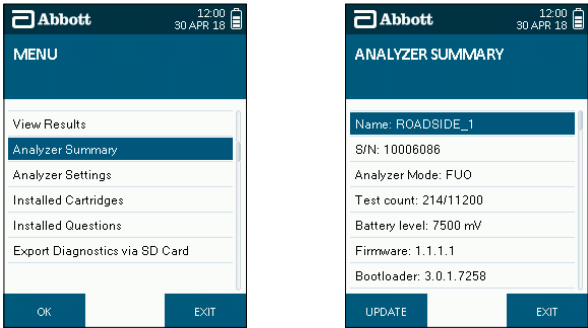 Abbott
12:00
30 APR 18
MENU
View Results
Analyzer Summary
Analyzer Settings
Installed Cartridges
Installed Questions
Export Diagnostics via SD Card
OK
EXIT
Abbott
12:00
30 APR 18
ANALYZER SUMMARY
Name: ROADSIDE_1
S/N: 10006086
Analyzer Mode: FUO
Test count: 214/11200
Battery level: 7500 mV
Firmware: 1.1.1.1
Bootloader: 3.0.1.7258
UPDATE
EXIT